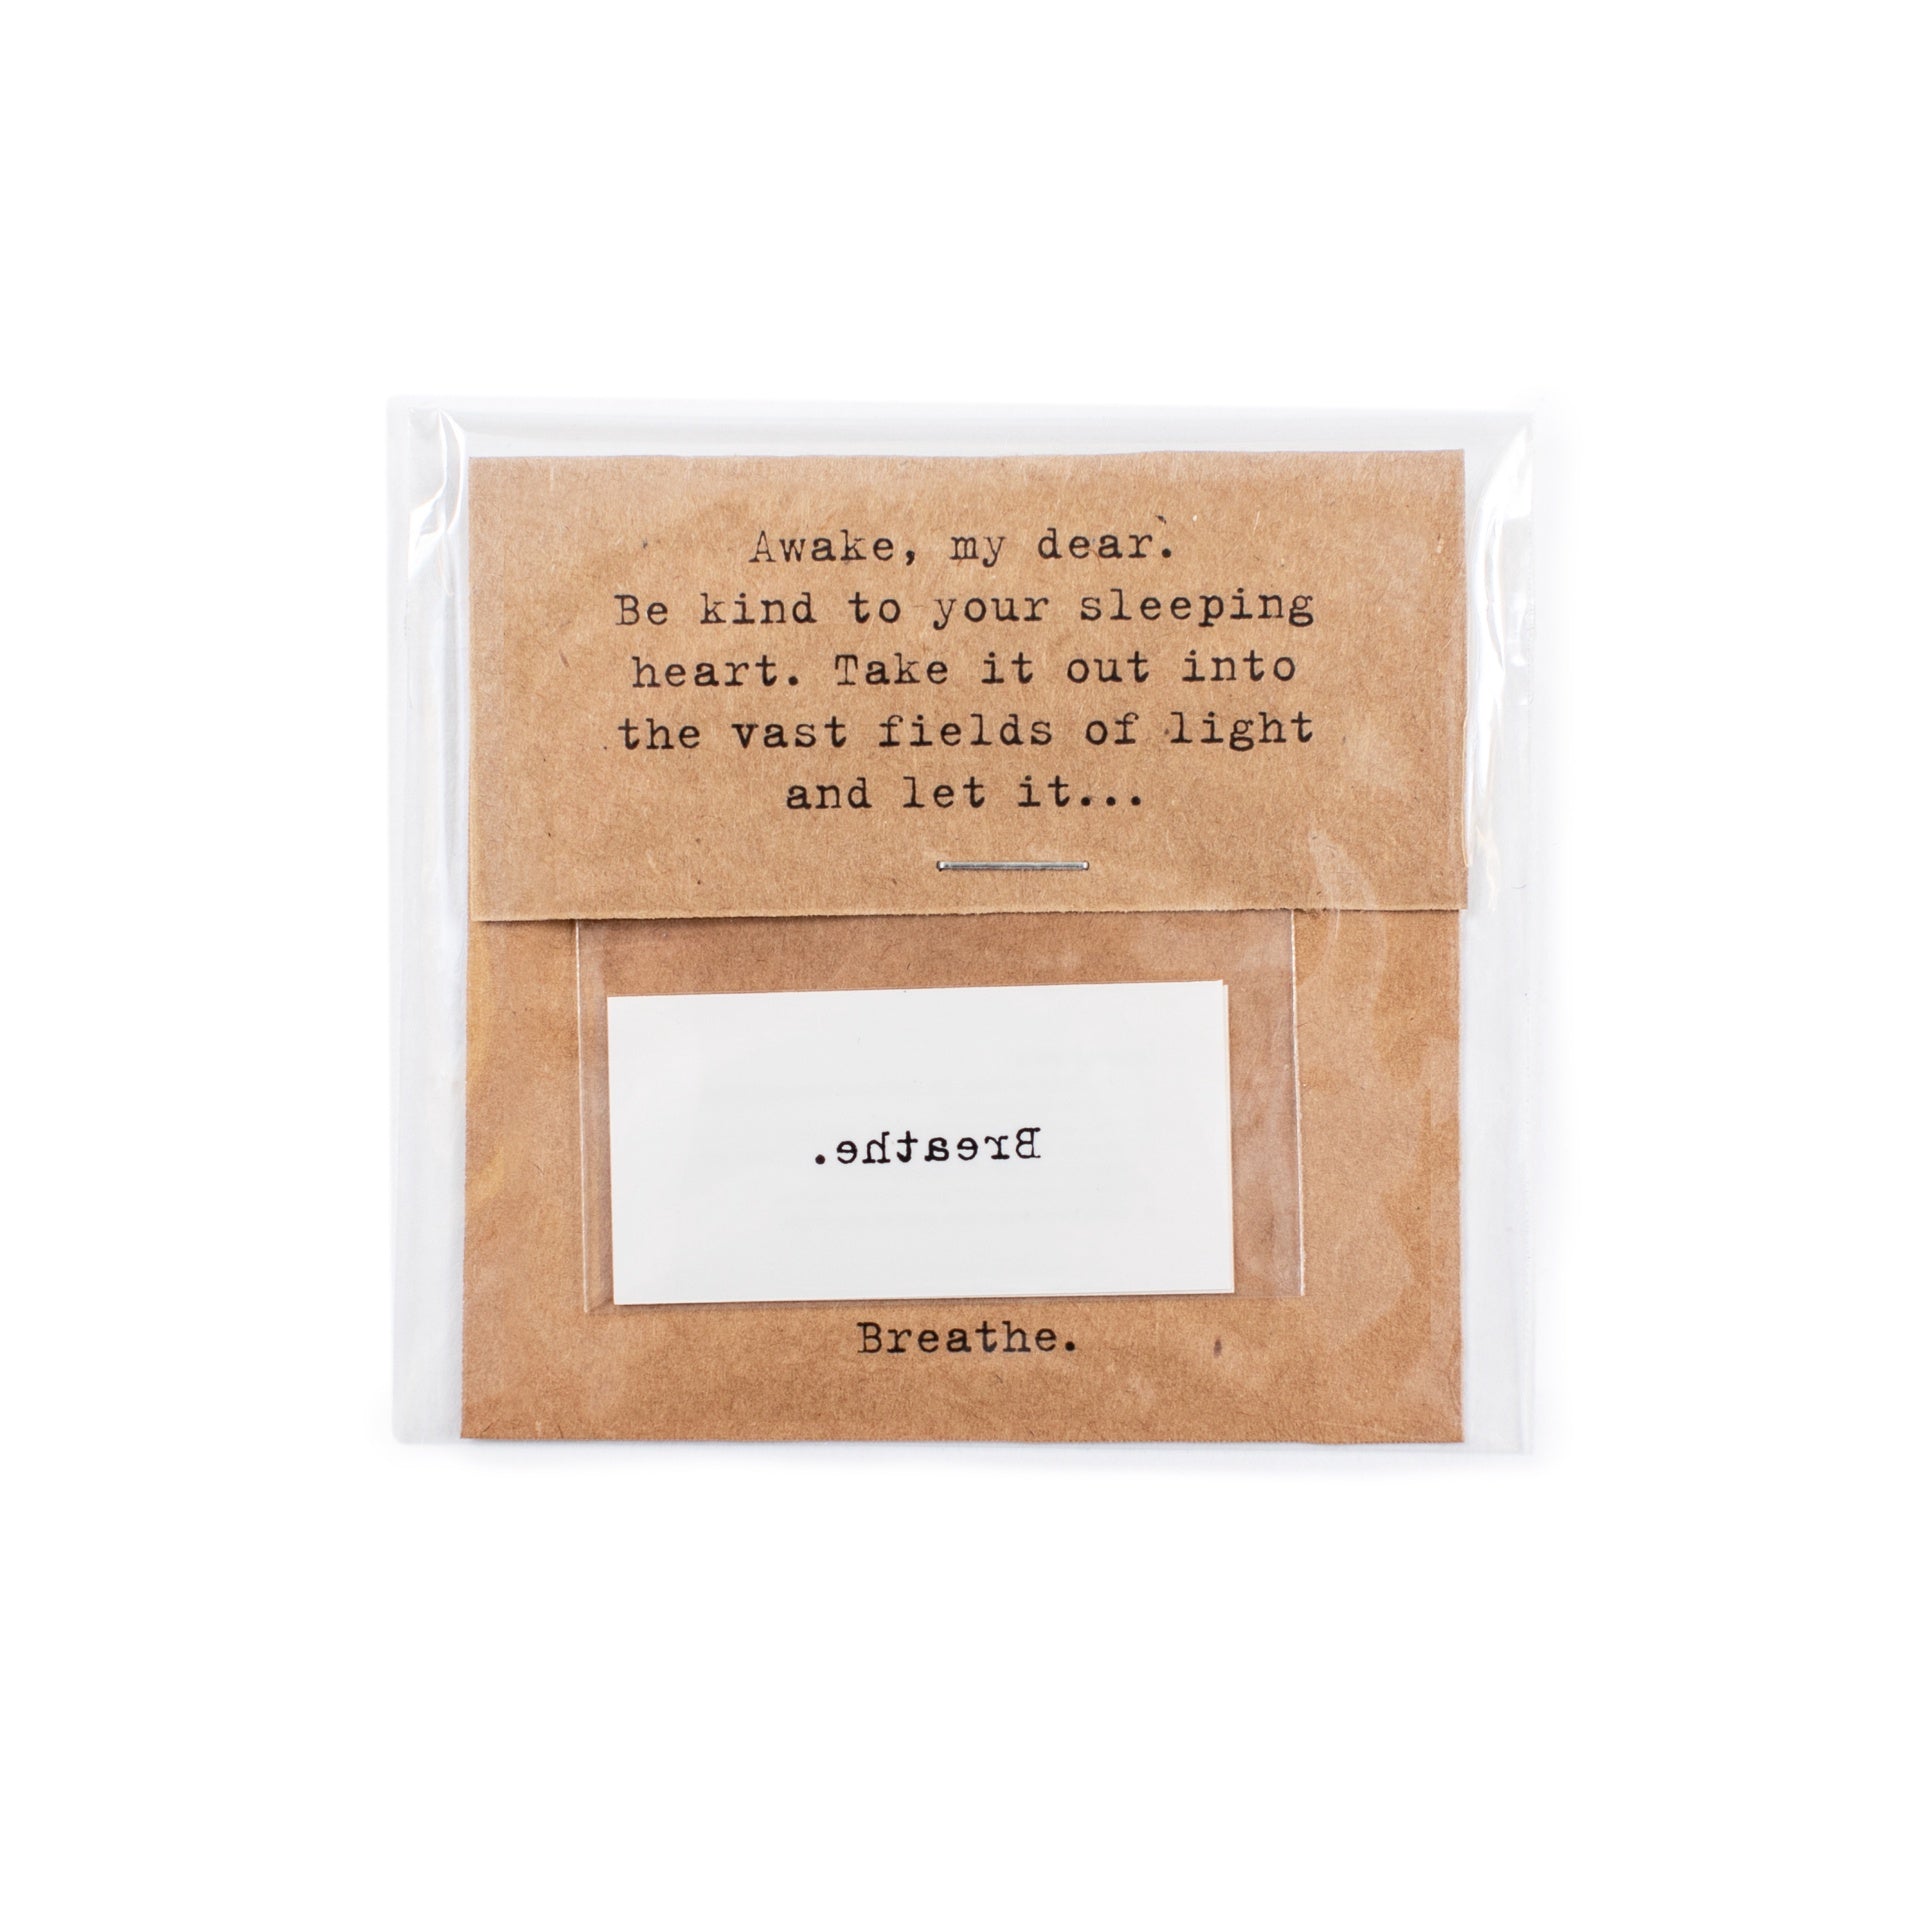 Awake, my dear.
Be kind to your sleeping
heart. Take it out into
the vast fields of light
and let it...
Breathe.
Breathe.